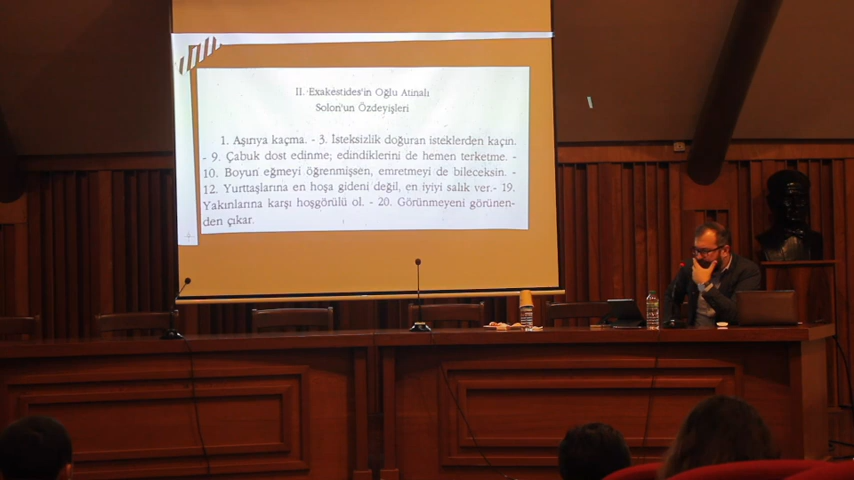 II. Exakestides'in Oğlu Atinalı
Solon'un Özdeyişleri
1. Aşırıya kaçma. - 3. İsteksizlik doğuran isteklerden kaçın.
- 9. Çabuk dost edinme; edindiklerini de hemen terketme. -
10. Boyun eğmeyi öğrenmişsen, emretmeyi de bileceksin. -
12. Yurttaşlarına en hoşa gideni değil, en iyiyi salık ver.- 19.
Yakınlarına karşı hoşgörülü ol. - 20. Görünmeyeni görünen-
den çıkar.